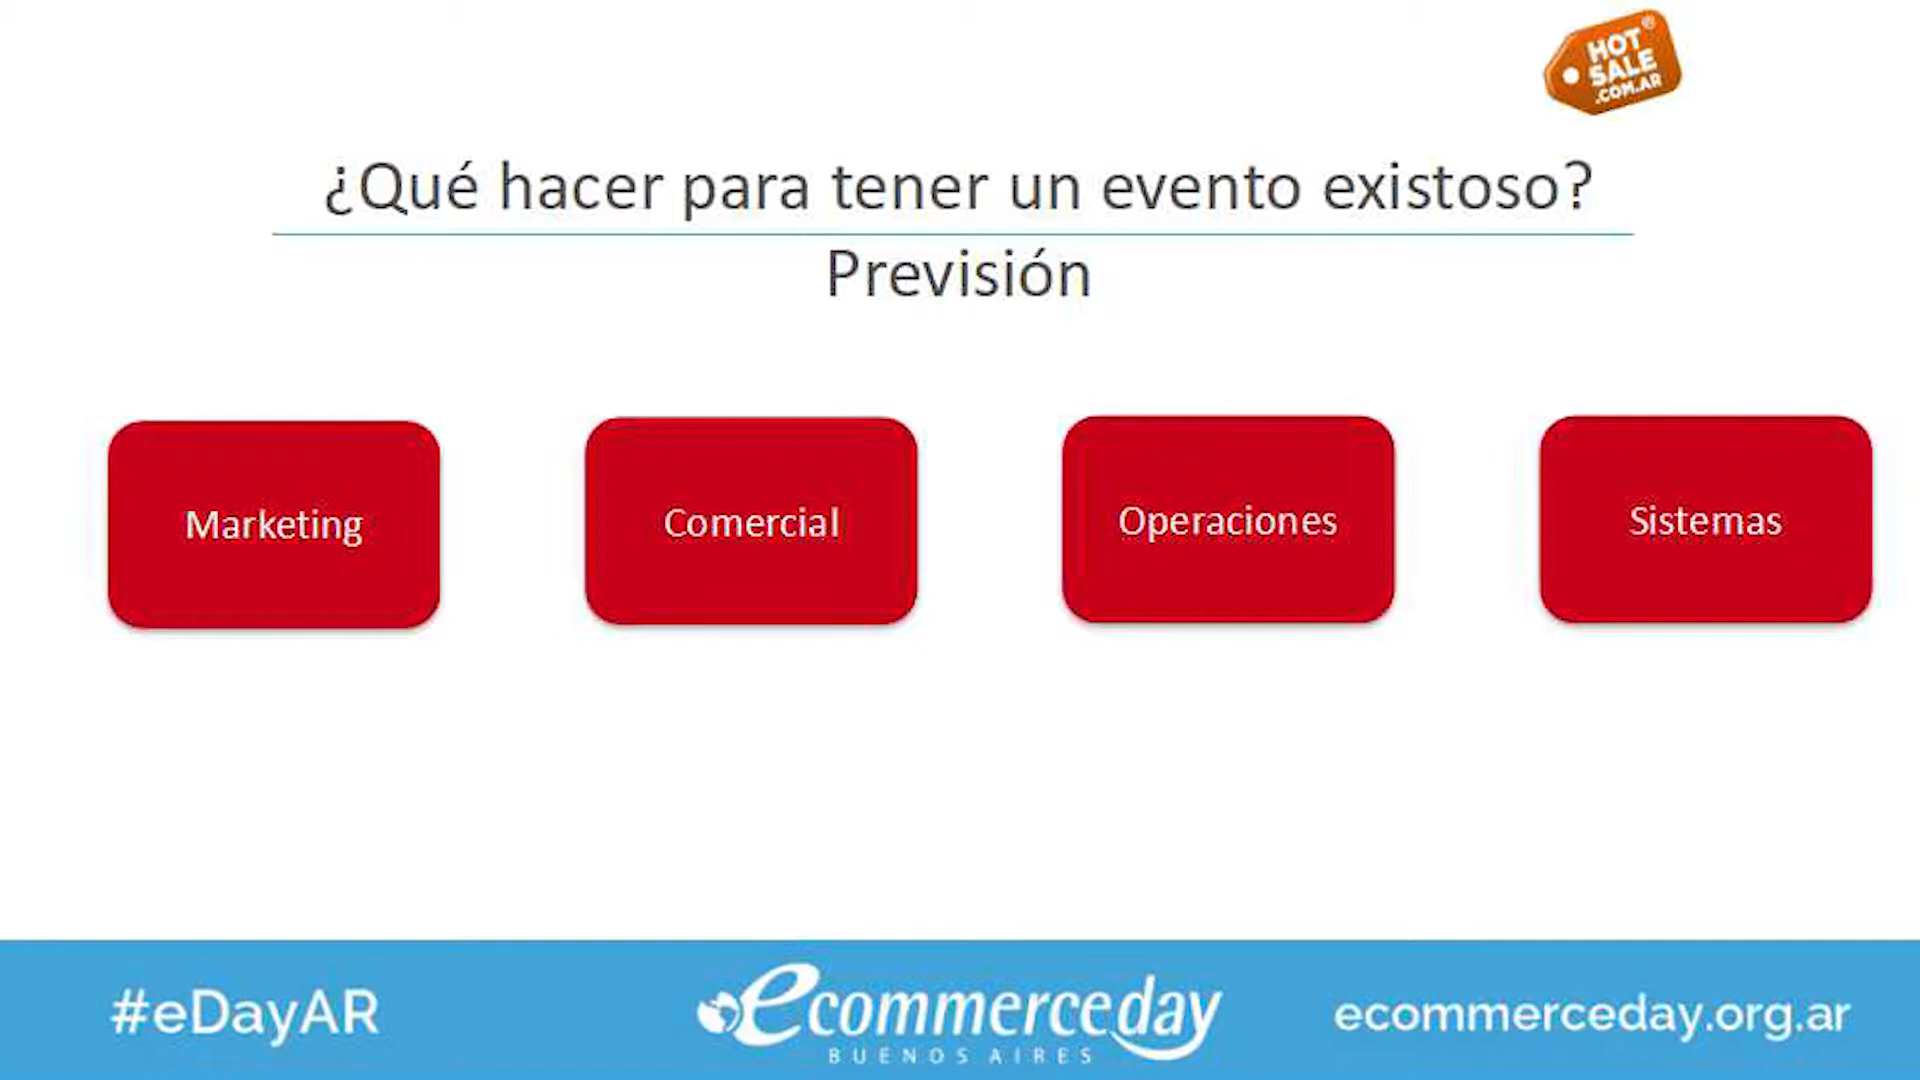 HOT
SALE
.COM.AR
¿Qué hacer para tener un evento existoso?
Previsión
Marketing
Comercial
Operaciones
Sistemas
#eDayAR
ecommerceday
BUENOS AIRES
ecommerceday.org.ar